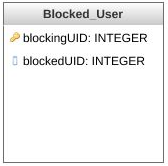 Blocked_User
blockingUID: INTEGER
blockedUID: INTEGER